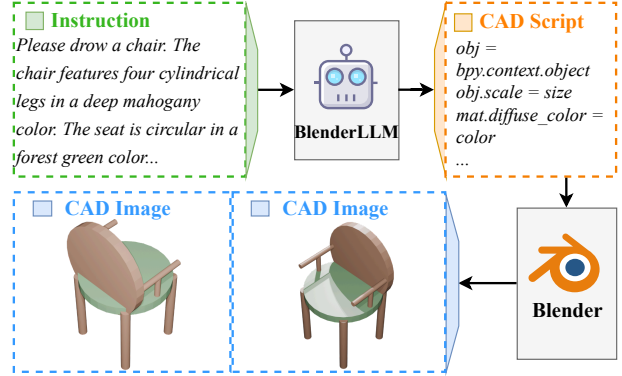 Instruction
Please drow a chair. The
chair features four cylindrical
legs in a deep mahogany
color. The seat is circular in a
forest green color...
BlenderLLM
CAD Script
obj =
bpy.context.object
obj.scale = size
mat.diffuse_color =
color
...
CAD Image
CAD Image
Blender